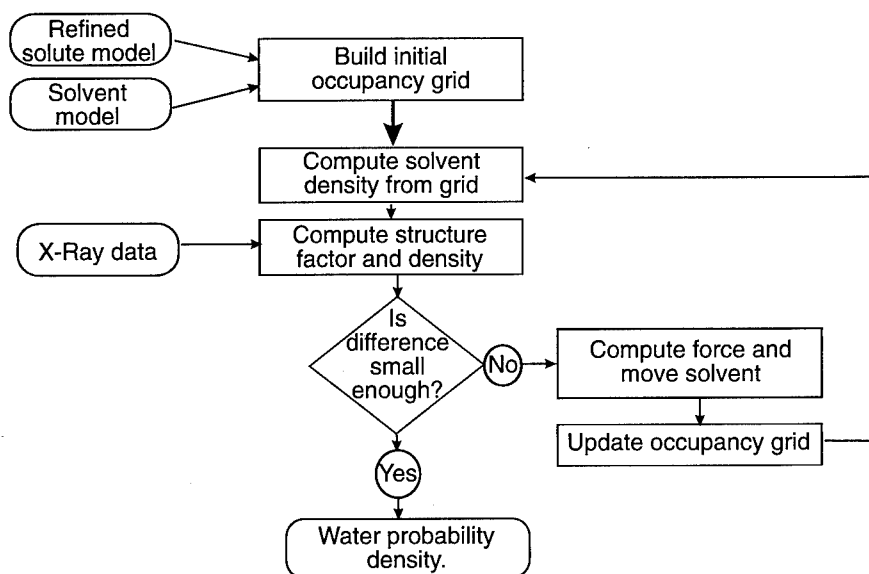 Refined
solute model
Solvent
model
Build initial
occupancy grid
Compute solvent
density from grid
X-Ray data
Compute structure
factor and density
Is
difference
small
enough?
No
Compute force and
move solvent
Update occupancy grid
Yes
Water probability
density.